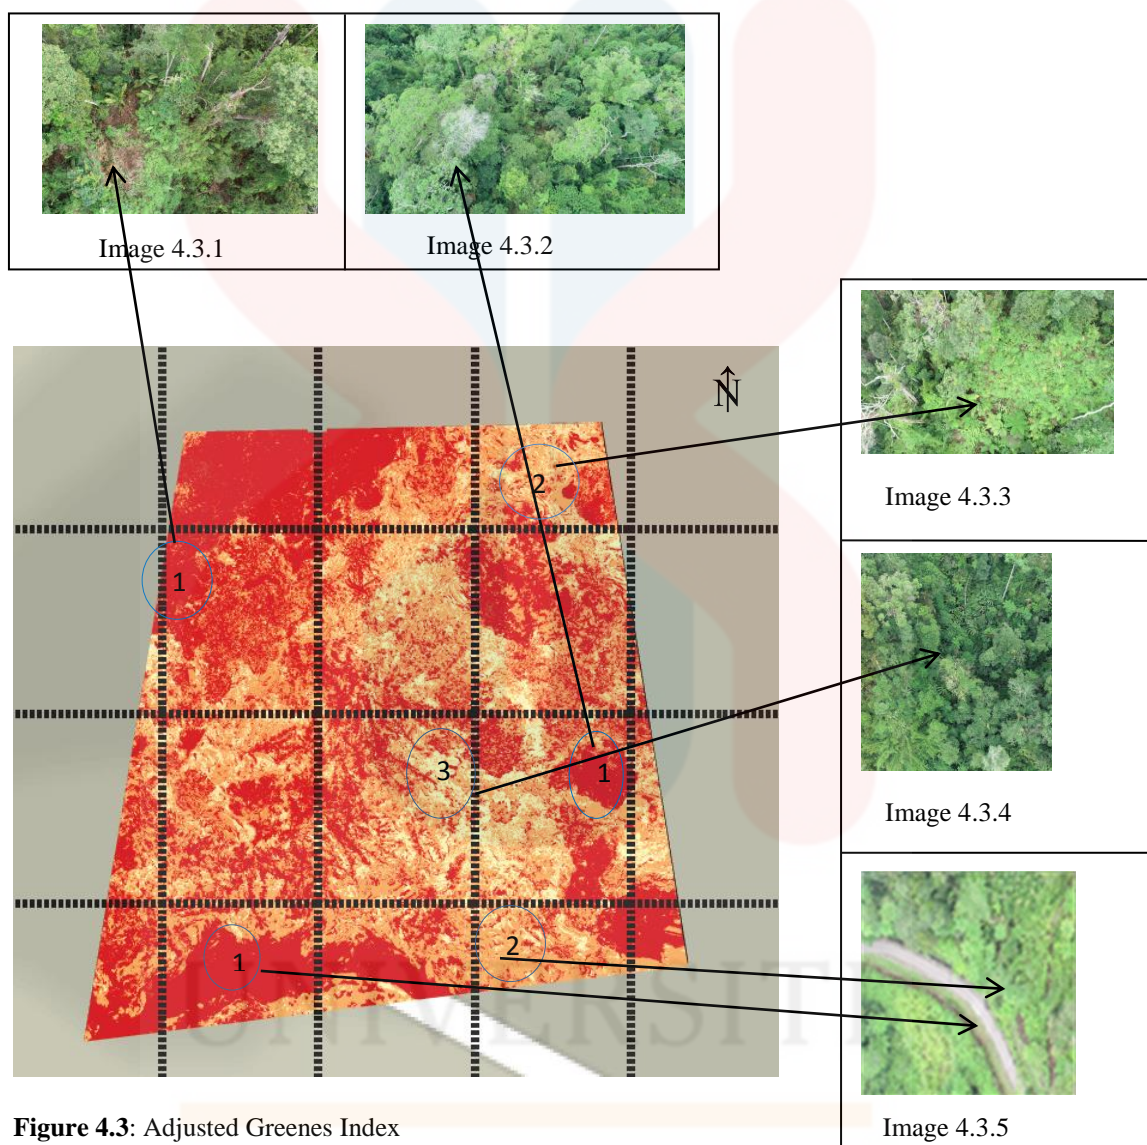 Image 4.3.1
Image 4.3.2
N
2
Image 4.3.3
1
3
1
Image 4.3.4
2
1
UNIVERSITI
Figure 4.3: Adjusted Greenes Index
Image 4.3.5